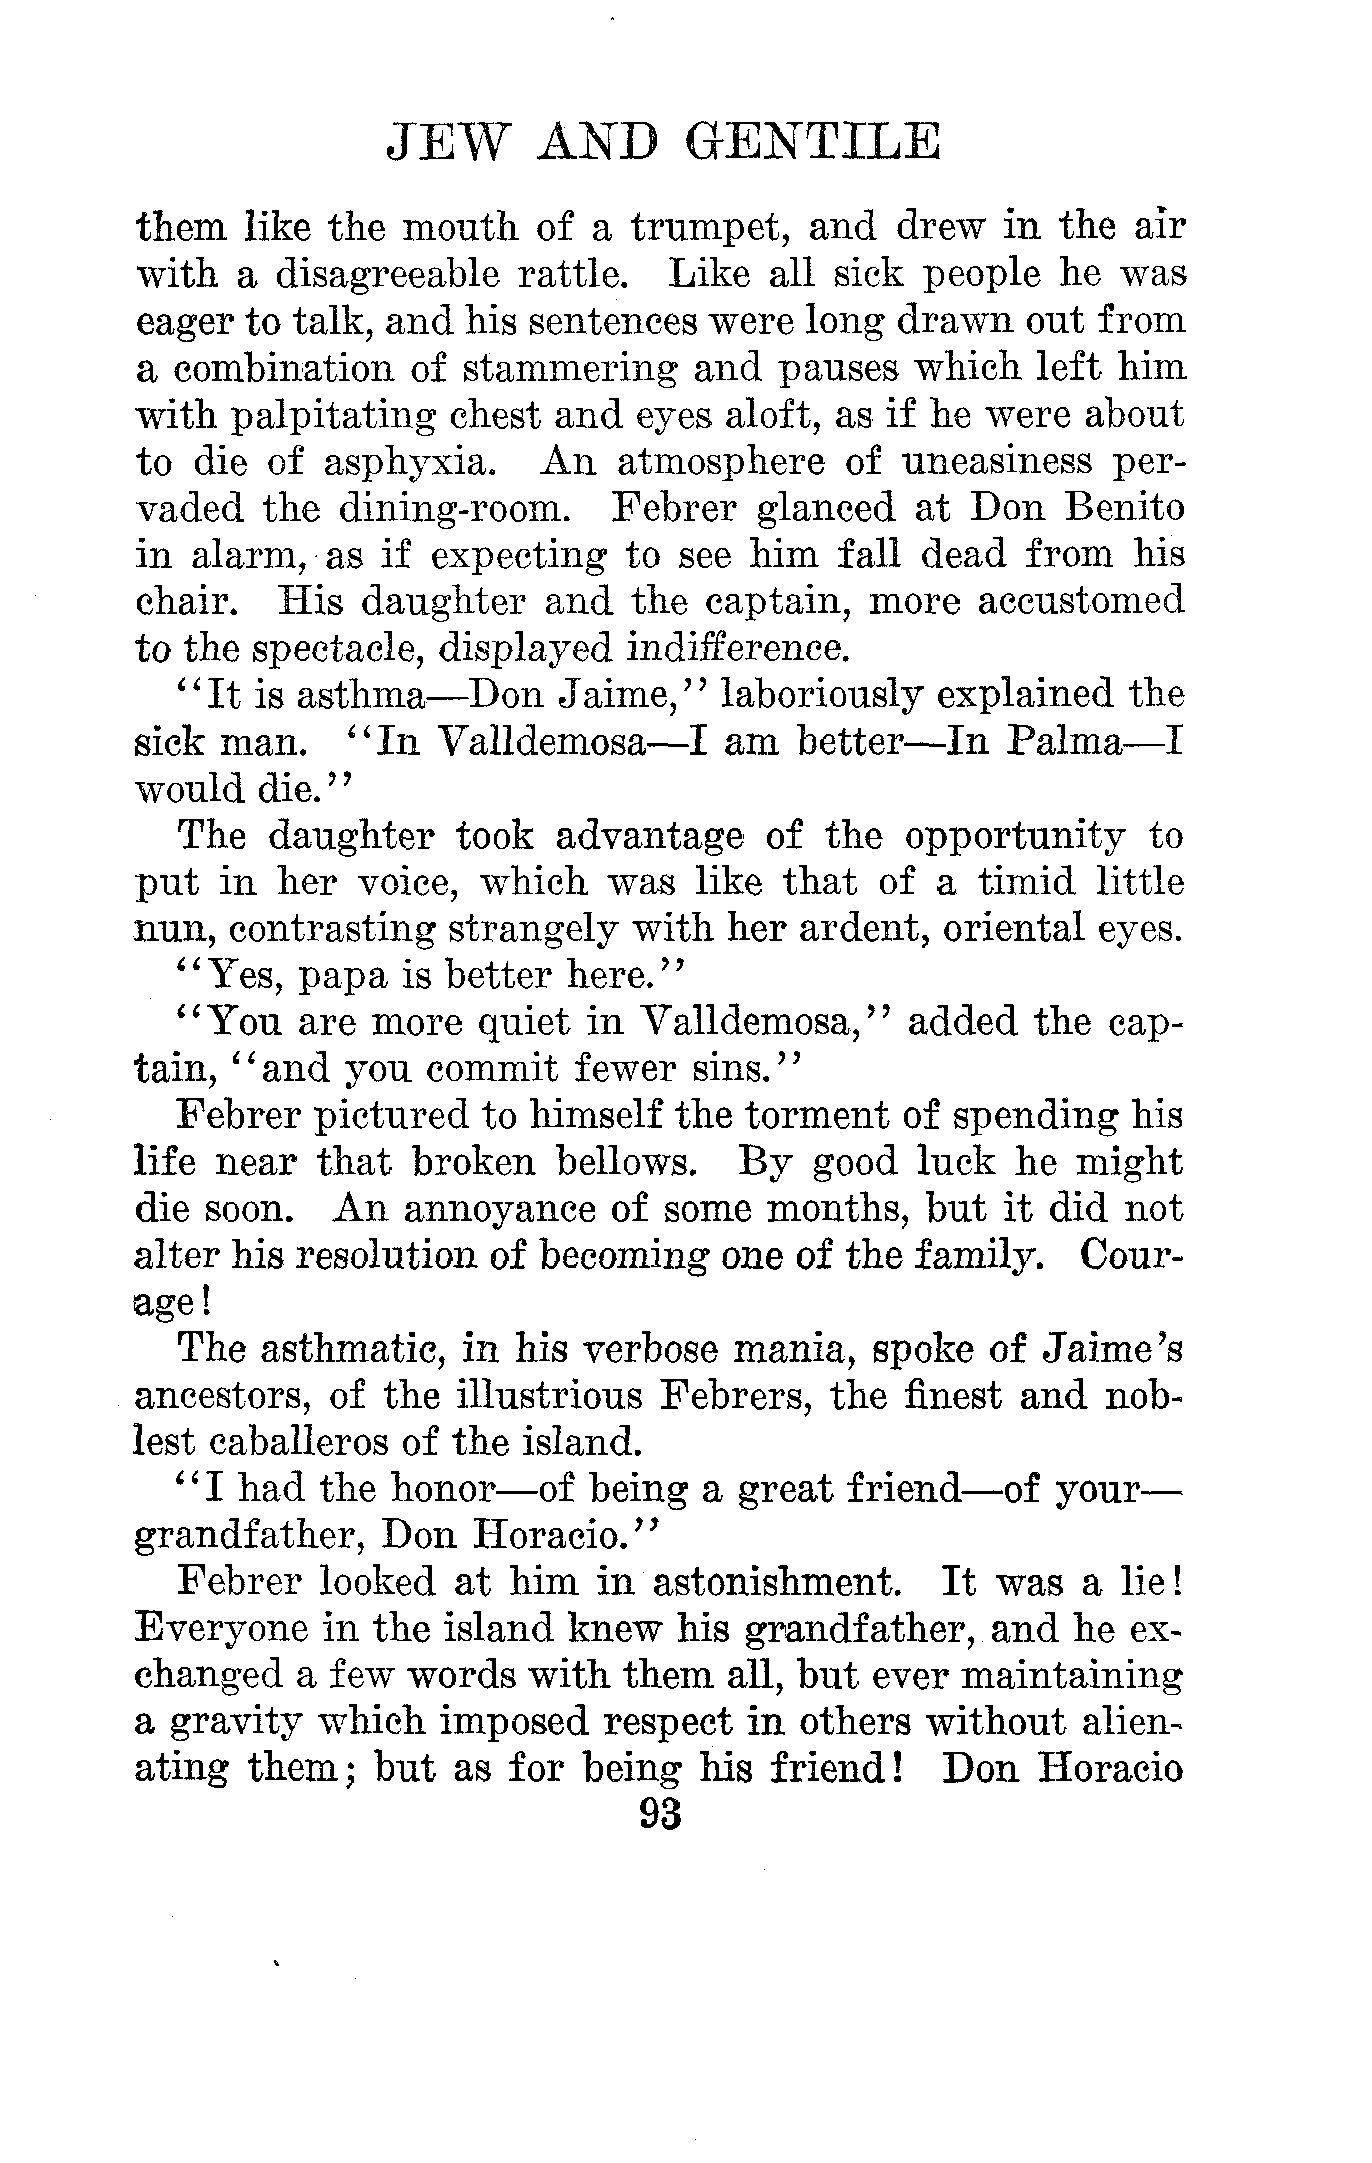 JEW AND GENTILE
them like the mouth of a trumpet, and drew in the air
with a disagreeable rattle. Like all sick people he was
eager to talk, and his sentences were long drawn out from
a combination of stammering and pauses which left him
with palpitating chest and eyes aloft, as if he were about
to die of asphyxia. An atmosphere of uneasiness per-
vaded the dining-room. Febrer glanced at Don Benito
in alarm, as if expecting to see him fall dead from his
chair. His daughter and the captain, more accustomed
to the spectacle, displayed indifference.
"It is asthma—Don Jaime," laboriously explained the
sick man. "In Valldemosa—I am better—In Palma—I
would die."
The daughter took advantage of the opportunity to
put in her voice, which was like that of a timid little
nun, contrasting strangely with her ardent, oriental eyes.
"Yes, papa is better here."
"You are more quiet in Valldemosa," added the cap-
tain, "and you commit fewer sins."
Febrer pictured to himself the torment of spending his
life near that broken bellows. By good luck he might
die soon. An annoyance of some months, but it did not
alter his resolution of becoming one of the family. Cour-
age!
The asthmatic, in his verbose mania, spoke of Jaime's
ancestors, of the illustrious Febrers, the finest and nob-
lest caballeros of the island.
"I had the honor—of being a great friend—of your—
grandfather, Don Horacio."
Febrer looked at him in astonishment. It was a lie!
Everyone in the island knew his grandfather, and he ex-
changed a few words with them all, but ever maintaining
a gravity which imposed respect in others without alien-
ating them; but as for being his friend! Don Horacio
93